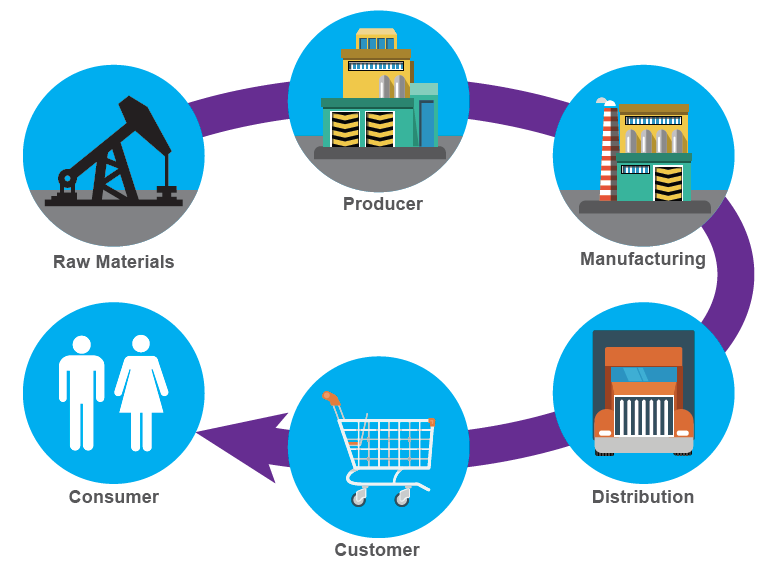 Raw Materials
Producer
Manufacturing
Distribution
Customer
Consumer